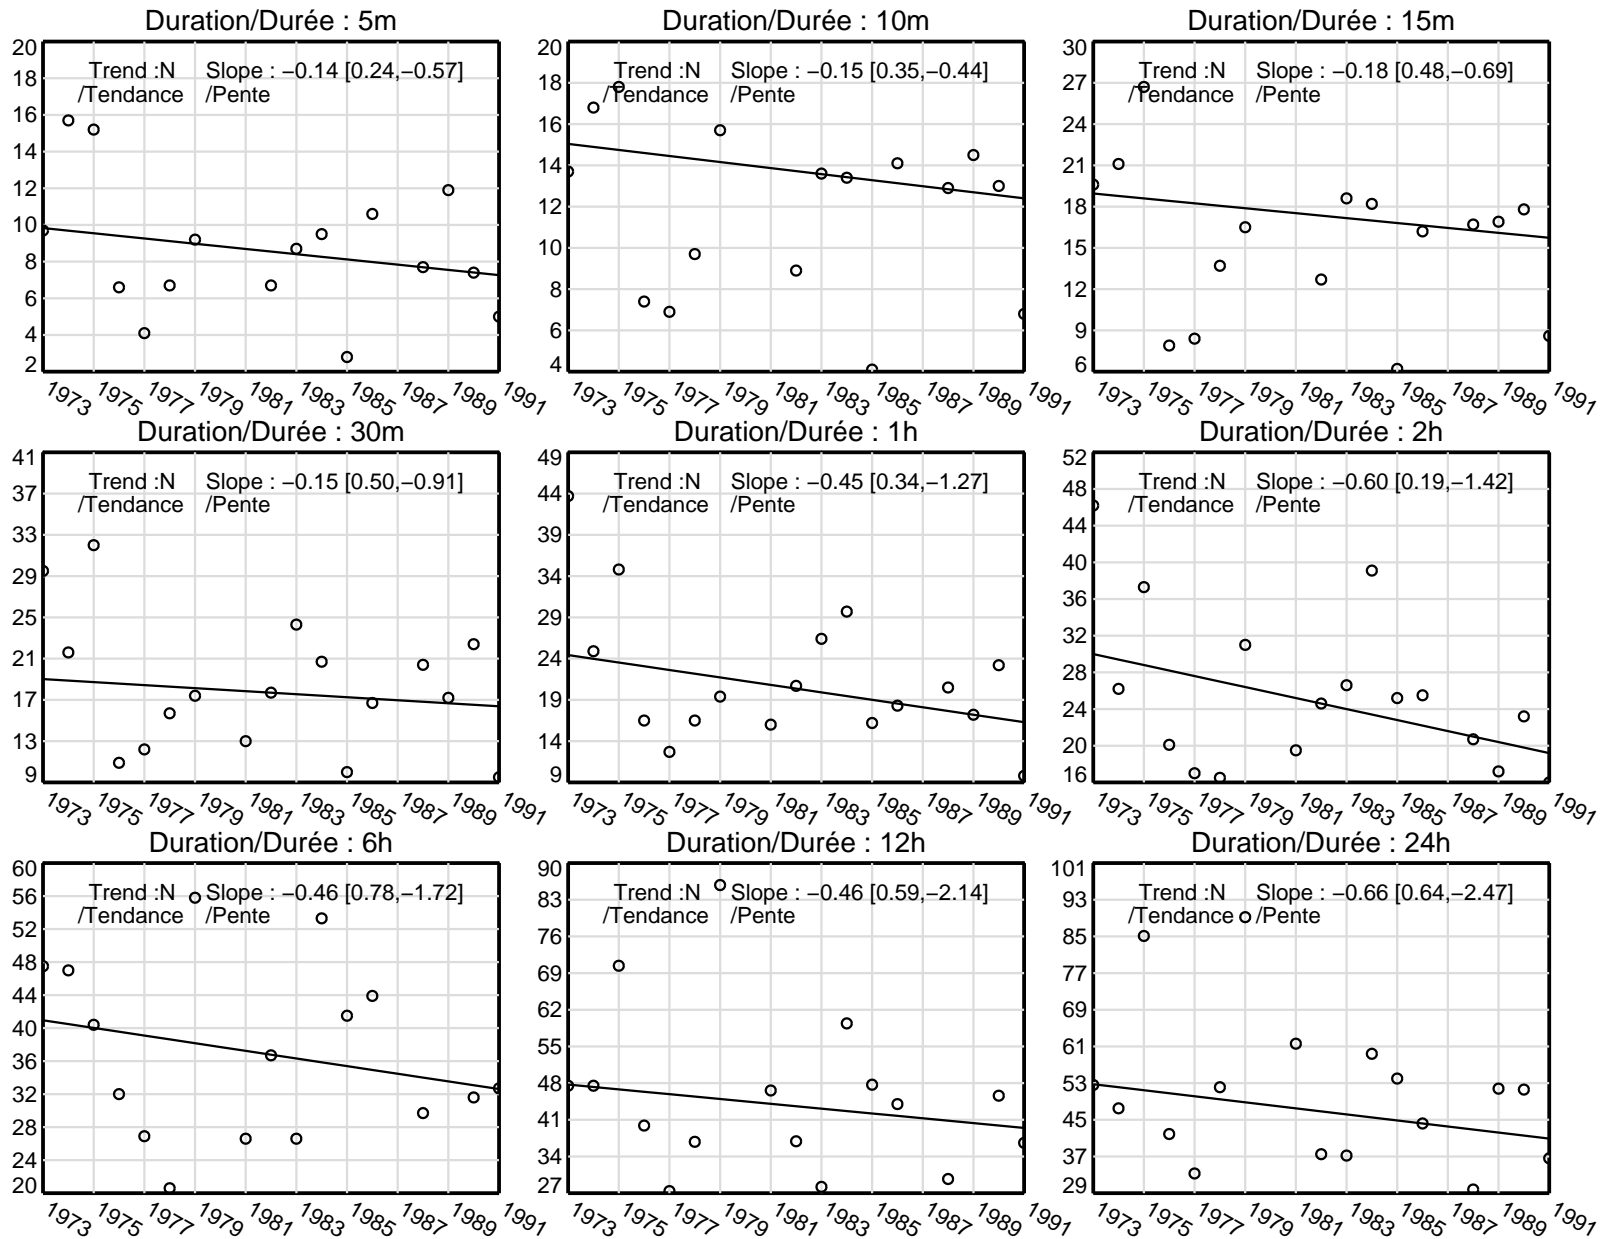 Duration/Durée : 5m
Trend :N Slope : −0.14 [0.24,−0.57]
/Tendance /Pente
20
18
16
14
12
10
8
6
4
2
1973 1975 1977 1979 1981 1983 1985 1987 1989 1991
Duration/Durée : 10m
Trend :N Slope : −0.15 [0.35,−0.44]
/Tendance /Pente
20
18
16
14
12
10
8
6
4
1973 1975 1977 1979 1981 1983 1985 1987 1989 1991
Duration/Durée : 15m
Trend :N Slope : −0.18 [0.48,−0.69]
/Tendance /Pente
30
27
24
21
18
15
12
9
6
1973 1975 1977 1979 1981 1983 1985 1987 1989 1991
Duration/Durée : 30m
Trend :N Slope : −0.15 [0.50,−0.91]
/Tendance /Pente
41
37
33
29
25
21
17
13
9
1973 1975 1977 1979 1981 1983 1985 1987 1989 1991
Duration/Durée : 1h
Trend :N Slope : −0.45 [0.34,−1.27]
/Tendance /Pente
49
44
39
34
29
24
19
14
9
1973 1975 1977 1979 1981 1983 1985 1987 1989 1991
Duration/Durée : 2h
Trend :N Slope : −0.60 [0.19,−1.42]
/Tendance /Pente
52
48
44
40
36
32
28
24
20
16
1973 1975 1977 1979 1981 1983 1985 1987 1989 1991
Duration/Durée : 6h
Trend :N Slope : −0.46 [0.78,−1.72]
/Tendance /Pente
60
56
52
48
44
40
36
32
28
24
20
1973 1975 1977 1979 1981 1983 1985 1987 1989 1991
Duration/Durée : 12h
Trend :N Slope : −0.46 [0.59,−2.14]
/Tendance /Pente
90
83
76
69
62
55
48
41
34
27
1973 1975 1977 1979 1981 1983 1985 1987 1989 1991
Duration/Durée : 24h
Trend :N Slope : −0.66 [0.64,−2.47]
/Tendance /Pente
101
93
85
77
69
61
53
45
37
29
1973 1975 1977 1979 1981 1983 1985 1987 1989 1991